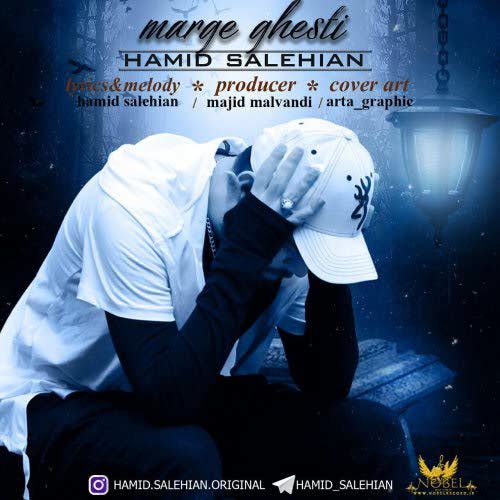 marge ghesti
HAMID SALEHIAN
lyrics&melody * producer * cover art
hamid salehian / majid malvandi / arta_graphic
HAMID.SALEHIAN.ORIGINAL HAMID_SALEHIAN
NOBEL